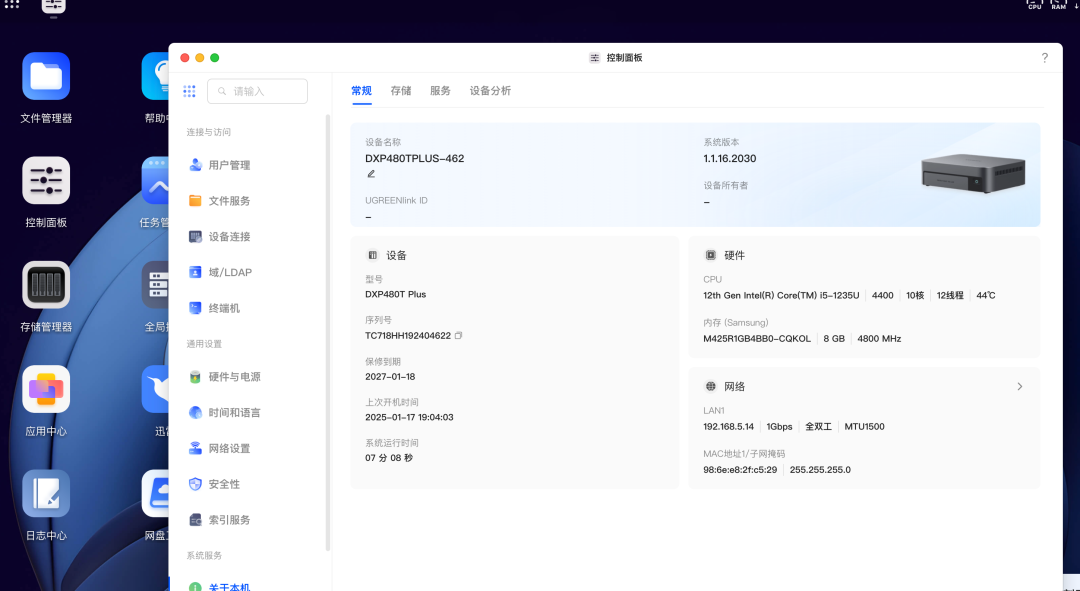 CPU RAM
控制面板
?
文件管理器
帮助
控制面板
任务管
存储管理器
全局
应用中心
迅
日志中心
网盘
请输入
连接与访问
用户管理
文件服务
设备连接
域/LDAP
终端机
通用设置
硬件与电源
时间和语言
网络设置
安全性
索引服务
系统服务
关于本机
常规 存储 服务 设备分析
设备名称
DXP480TPLUS-462
UGREENlink ID
–
系统版本
1.1.16.2030
设备所有者
–
设备
型号
DXP480T Plus
序列号
TC718HH192404622
保修到期
2027-01-18
上次开机时间
2025-01-17 19:04:03
系统运行时间
07 分 08 秒
硬件
CPU
12th Gen Intel(R) Core(TM) i5-1235U 4400 10核 12线程 44℃
内存 (Samsung)
M425R1GB4BB0-CQKOL 8 GB 4800 MHz
网络
LAN1
192.168.5.14 1Gbps 全双工 MTU1500
MAC地址1/子网掩码
98:6e:e8:2f:c5:29 255.255.255.0